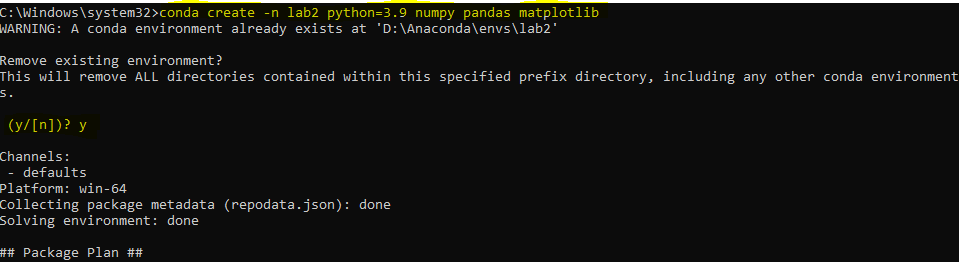 C:\Windows\system32>conda create -n lab2 python=3.9 numpy pandas matplotlib
WARNING: A conda environment already exists at 'D:\Anaconda\envs\lab2'
Remove existing environment?
This will remove ALL directories contained within this specified prefix directory, including any other conda environment
s.
(y/[n])? y
Channels:
- defaults
Platform: win-64
Collecting package metadata (repodata.json): done
Solving environment: done
## Package Plan ##